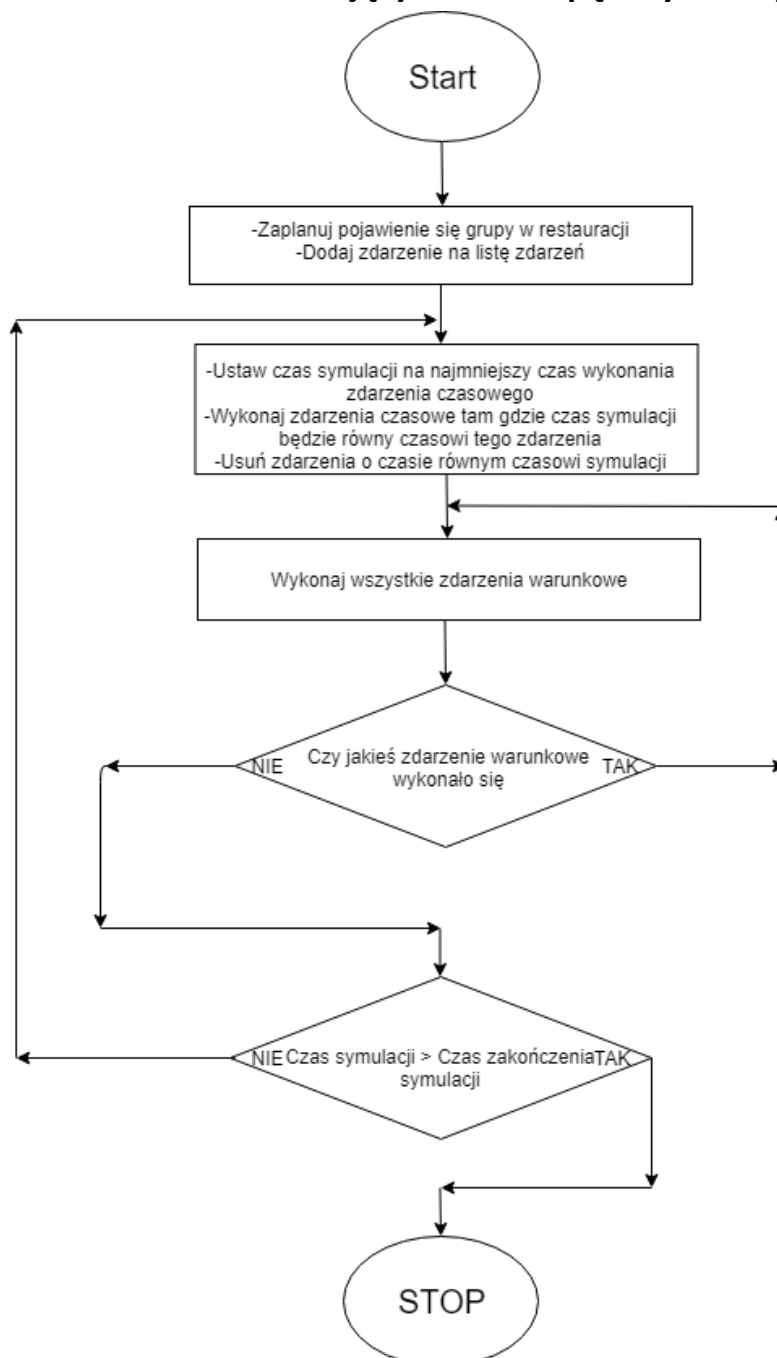 Start
-Zaplanuj pojawienie się grupy w restauracji
-Dodaj zdarzenie na listę zdarzeń
-Ustaw czas symulacji na najmniejszy czas wykonania
zdarzenia czasowego
-Wykonaj zdarzenia czasowe tam gdzie czas symulacji
będzie równy czasowi tego zdarzenia
-Usuń zdarzenia o czasie równym czasowi symulacji
Wykonaj wszystkie zdarzenia warunkowe
NIE
Czy jakieś zdarzenie warunkowe
wykonało się
TAK
NIE
Czas symulacji > Czas zakończenia
symulacji
TAK
STOP